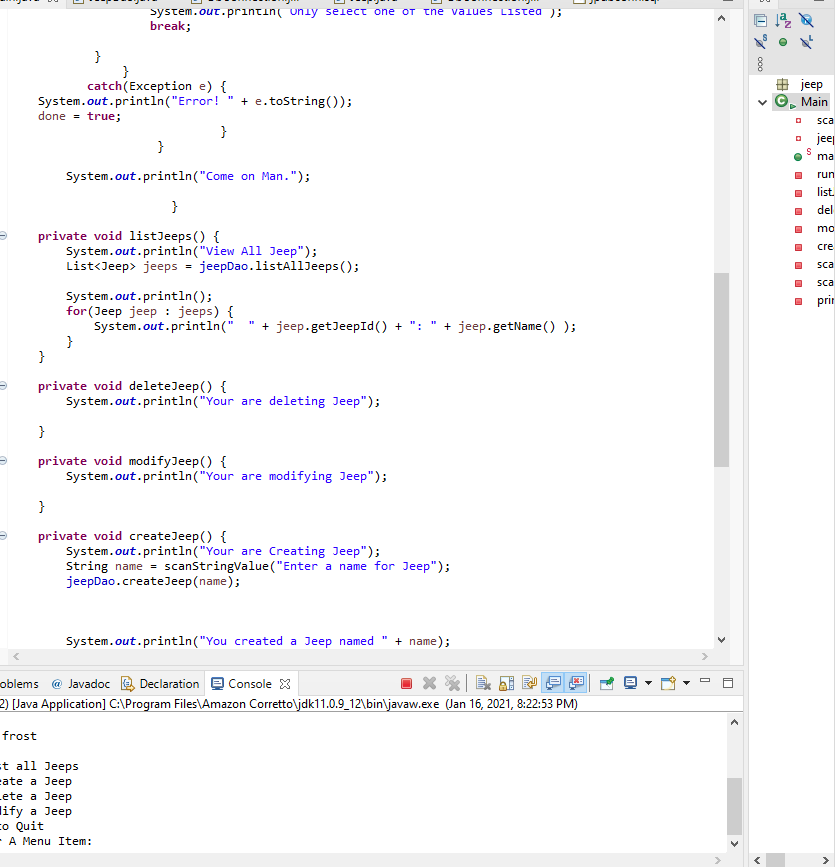 System.out.println("Only select one of the Values Listed");
break;
}
}
catch(Exception e) {
System.out.println("Error! " + e.toString());
done = true;
}
}
System.out.println("Come on Man.");
}
private void listJeeps() {
System.out.println("View All Jeep");
List<Jeep> jeeps = jeepDao.listAllJeeps();
System.out.println();
for(Jeep jeep : jeeps) {
System.out.println("  " + jeep.getJeepId() + ": " + jeep.getName() );
}
}
private void deleteJeep() {
System.out.println("Your are deleting Jeep");
}
private void modifyJeep() {
System.out.println("Your are modifying Jeep");
}
private void createJeep() {
System.out.println("Your are Creating Jeep");
String name = scanStringValue("Enter a name for Jeep");
jeepDao.createJeep(name);
System.out.println("You created a Jeep named " + name);
jeep
Main
sca
jeep
ma
run
list
del
mo
cre
sca
sca
prin
oblems @ Javadoc Declaration Console
2) [Java Application] C:\Program Files\Amazon Corretto\jdk11.0.9_12\bin\javaw.exe (Jan 16, 2021, 8:22:53 PM)
frost
st all Jeeps
eate a Jeep
lete a Jeep
dify a Jeep
to Quit
r A Menu Item: